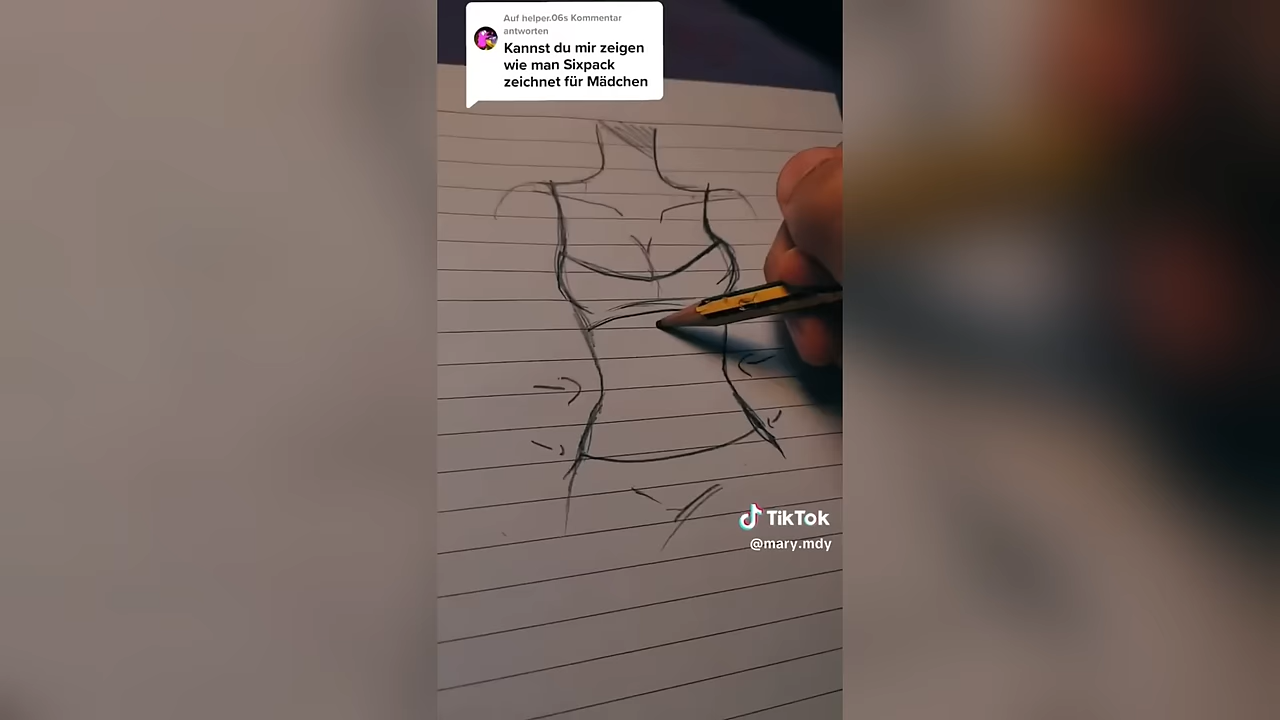 Auf helper.06s Kommentar
antworten
Kannst du mir zeigen
wie man Sixpack
zeichnet für Mädchen
TikTok
@mary.mdy